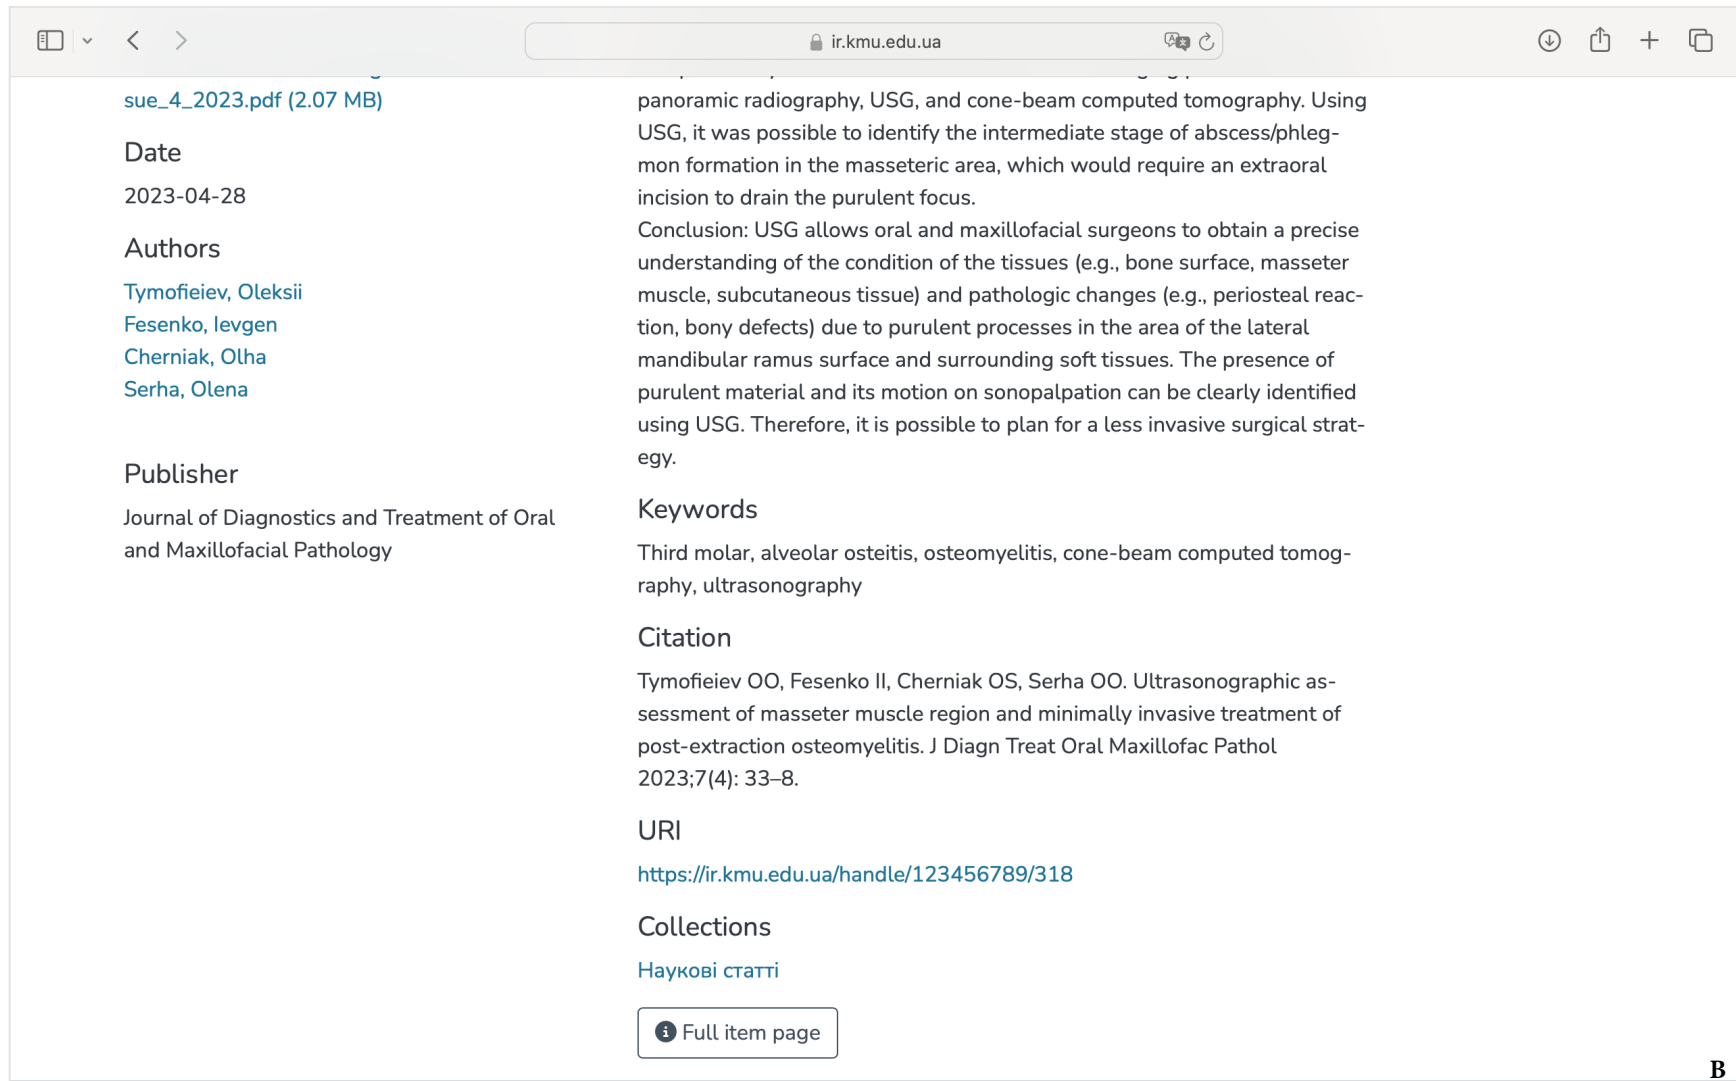 ir.kmu.edu.ua
sue_4_2023.pdf (2.07 MB)
Date
2023-04-28
Authors
Tymofieiev, Oleksii
Fesenko, Ievgen
Cherniak, Olha
Serha, Olena
Publisher
Journal of Diagnostics and Treatment of Oral
and Maxillofacial Pathology
panoramic radiography, USG, and cone-beam computed tomography. Using
USG, it was possible to identify the intermediate stage of abscess/phleg-
mon formation in the masseteric area, which would require an extraoral
incision to drain the purulent focus.
Conclusion: USG allows oral and maxillofacial surgeons to obtain a precise
understanding of the condition of the tissues (e.g., bone surface, masseter
muscle, subcutaneous tissue) and pathologic changes (e.g., periosteal reac-
tion, bony defects) due to purulent processes in the area of the lateral
mandibular ramus surface and surrounding soft tissues. The presence of
purulent material and its motion on sonopalpation can be clearly identified
using USG. Therefore, it is possible to plan for a less invasive surgical strat-
egy.
Keywords
Third molar, alveolar osteitis, osteomyelitis, cone-beam computed tomog-
raphy, ultrasonography
Citation
Tymofieiev OO, Fesenko II, Cherniak OS, Serha OO. Ultrasonographic as-
sessment of masseter muscle region and minimally invasive treatment of
post-extraction osteomyelitis. J Diagn Treat Oral Maxillofac Pathol
2023;7(4): 33–8.
URI
https://ir.kmu.edu.ua/handle/123456789/318
Collections
Наукові статті
Full item page
B